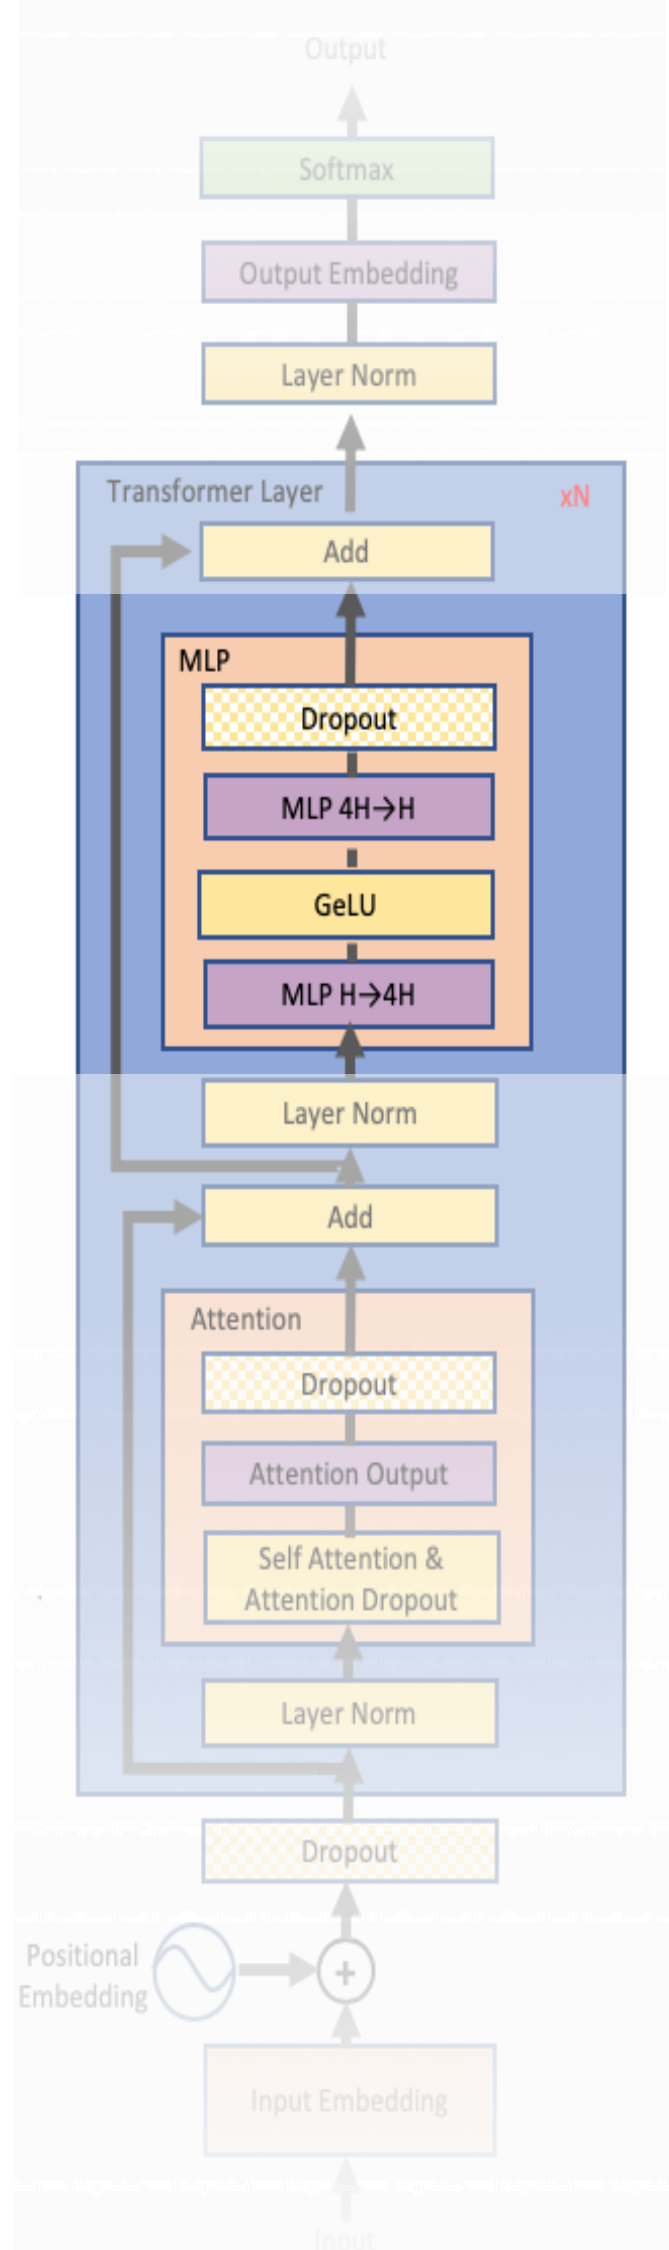 Output
Softmax
Output Embedding
Layer Norm
Transformer Layer
xN
Add
MLP
Dropout
MLP 4H→H
GeLU
MLP H→4H
Layer Norm
Add
Attention
Dropout
Attention Output
Self Attention &
Attention Dropout
Layer Norm
Dropout
Positional
Embedding
+
Input Embedding
Input